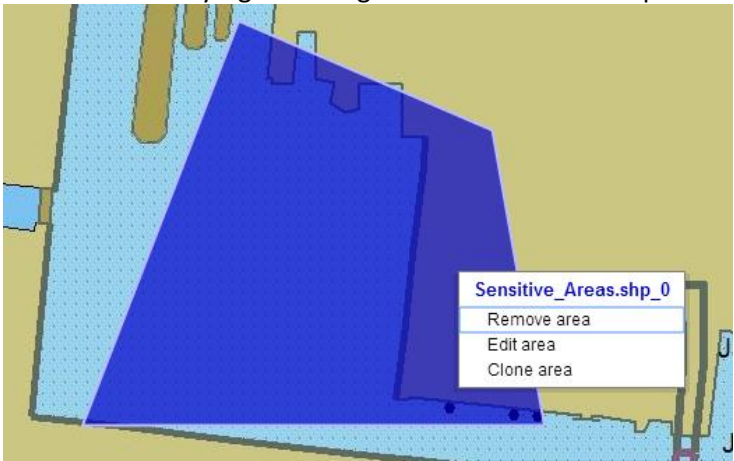 Sensitive_Areas.shp_0
Remove area
Edit area
Clone area
J
J